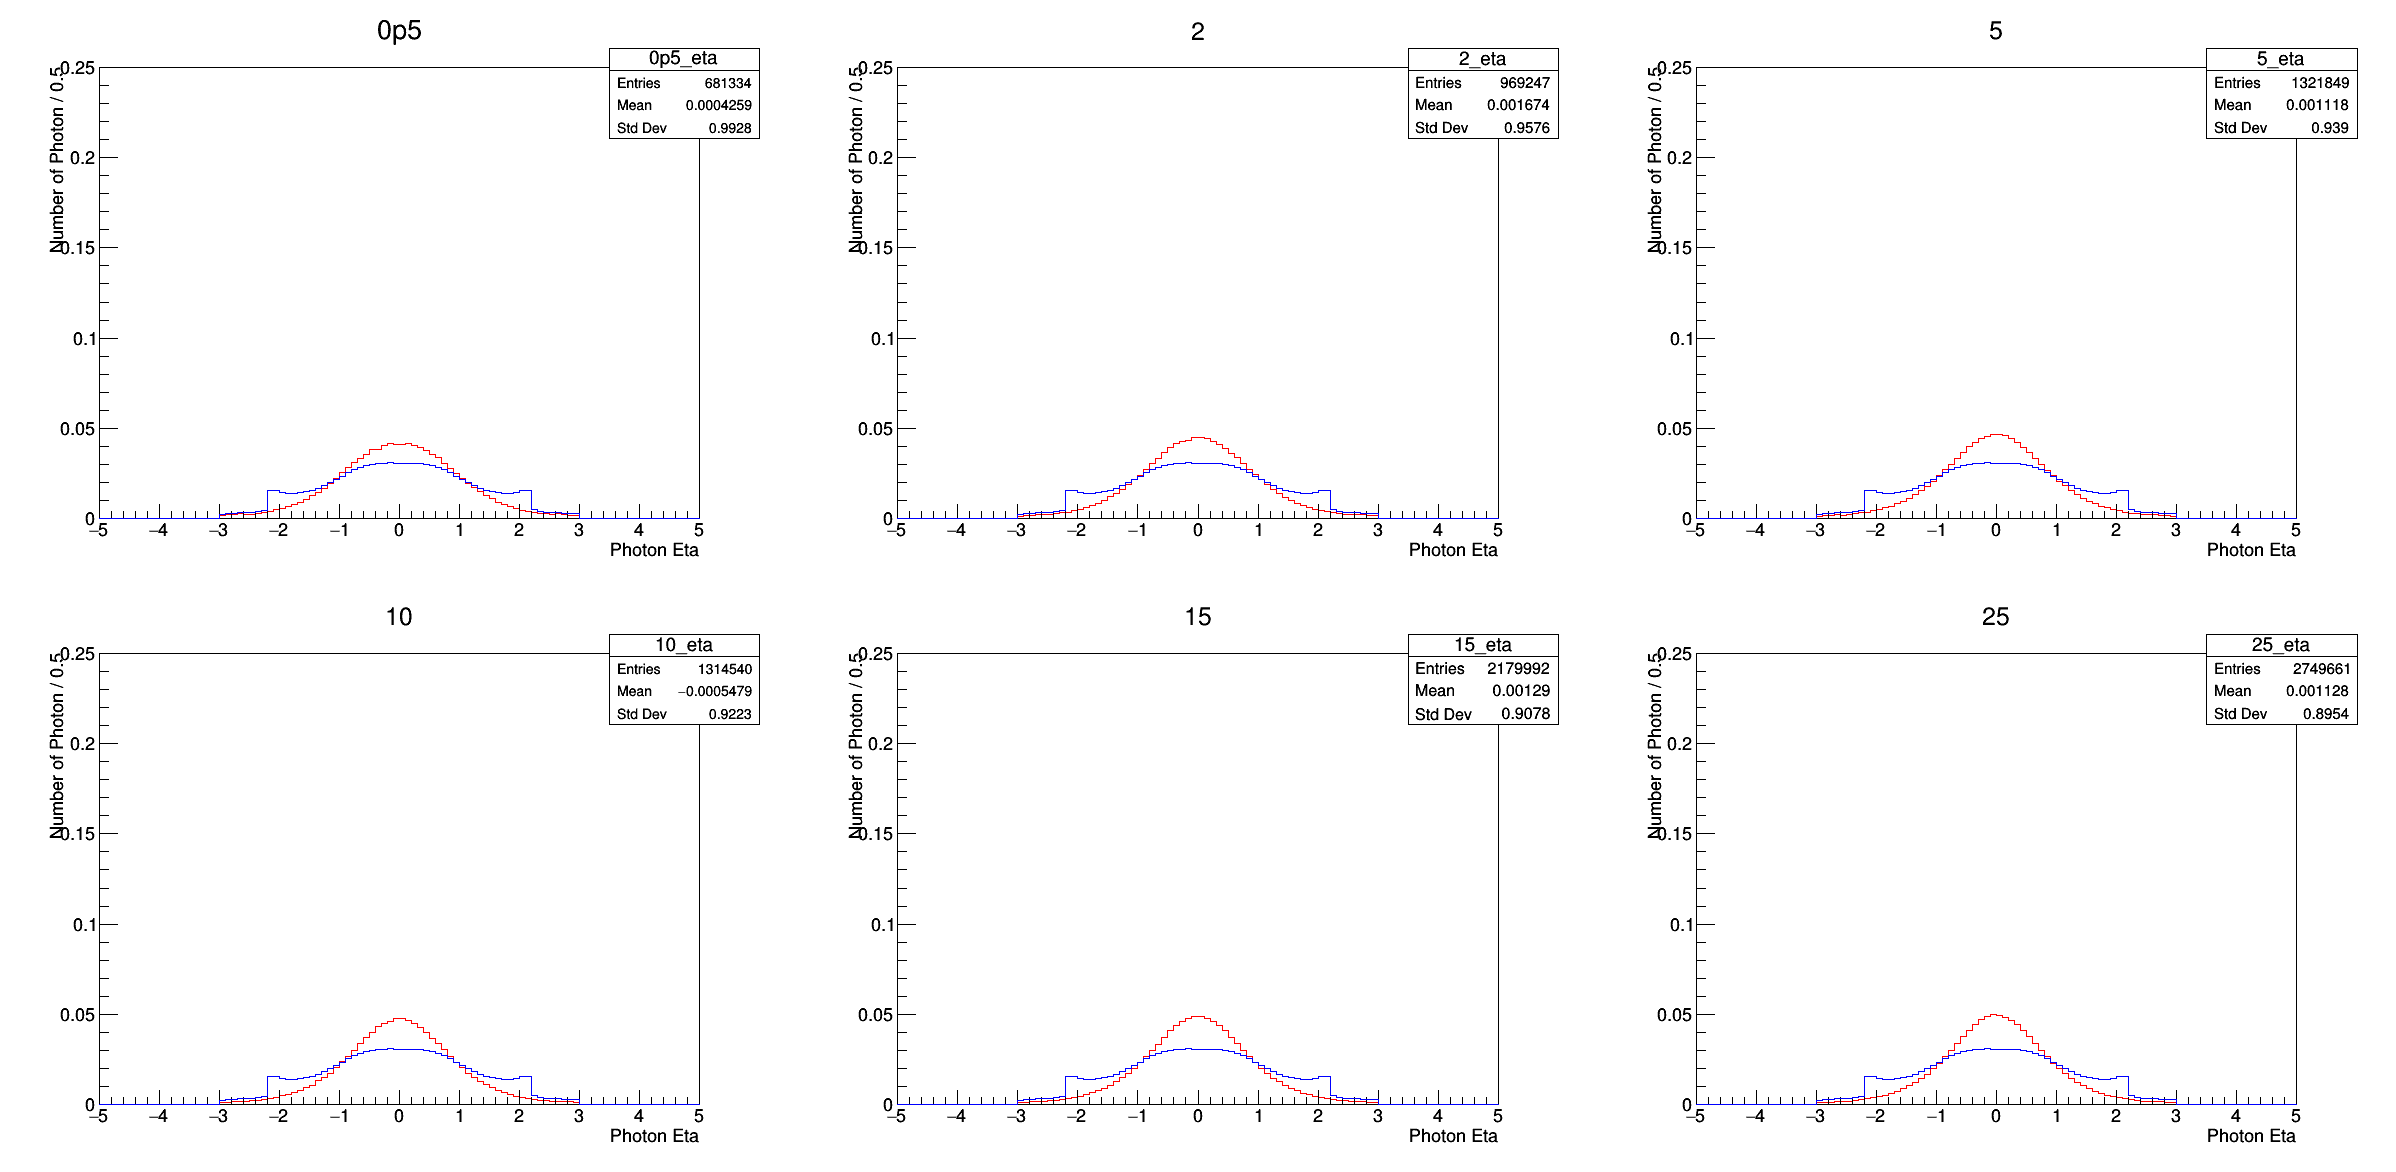 0p5
0p5_eta
Entries 681334
Mean 0.0004259
Std Dev 0.9928
Number of Photon / 0.5
0.25
0.2
0.15
0.1
0.05
0
−5 −4 −3 −2 −1 0 1 2 3 4 5
Photon Eta
2
2_eta
Entries 969247
Mean 0.001674
Std Dev 0.9576
Number of Photon / 0.5
0.25
0.2
0.15
0.1
0.05
0
−5 −4 −3 −2 −1 0 1 2 3 4 5
Photon Eta
5
5_eta
Entries 1321849
Mean 0.001118
Std Dev 0.939
Number of Photon / 0.5
0.25
0.2
0.15
0.1
0.05
0
−5 −4 −3 −2 −1 0 1 2 3 4 5
Photon Eta
10
10_eta
Entries 1314540
Mean −0.0005479
Std Dev 0.9223
Number of Photon / 0.5
0.25
0.2
0.15
0.1
0.05
0
−5 −4 −3 −2 −1 0 1 2 3 4 5
Photon Eta
15
15_eta
Entries 2179992
Mean 0.00129
Std Dev 0.9078
Number of Photon / 0.5
0.25
0.2
0.15
0.1
0.05
0
−5 −4 −3 −2 −1 0 1 2 3 4 5
Photon Eta
25
25_eta
Entries 2749661
Mean 0.001128
Std Dev 0.8954
Number of Photon / 0.5
0.25
0.2
0.15
0.1
0.05
0
−5 −4 −3 −2 −1 0 1 2 3 4 5
Photon Eta